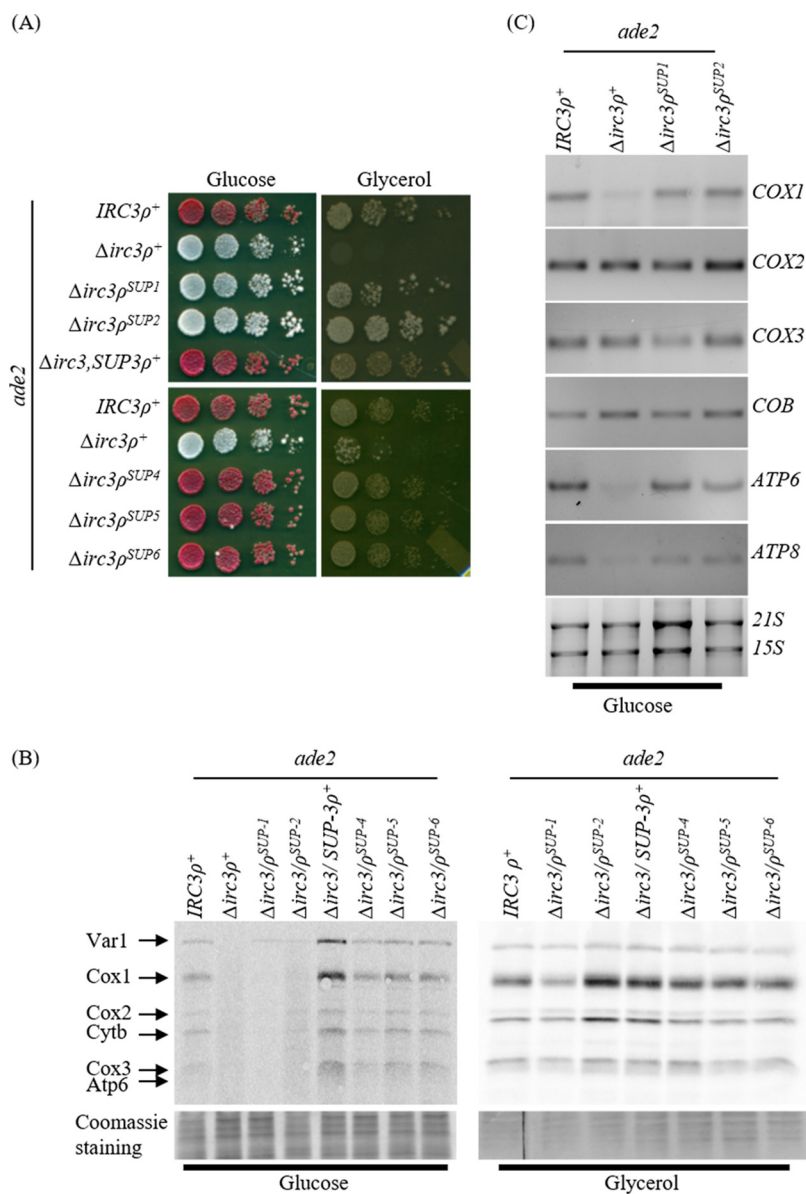 (A)
Glucose
Glycerol
ade2
IRC3ρ+
Δirc3ρ+
Δirc3ρSUP1
Δirc3ρSUP2
Δirc3,SUP3ρ+
IRC3ρ+
Δirc3ρ+
Δirc3ρSUP4
Δirc3ρSUP5
Δirc3ρSUP6
(C)
ade2
IRC3ρ+
Δirc3ρ+
Δirc3ρSUP1
Δirc3ρSUP2
COX1
COX2
COX3
COB
ATP6
ATP8
21S
15S
Glucose
(B)
ade2
IRC3ρ+
Δirc3ρ+
Δirc3/ρSUP-1
Δirc3/ρSUP-2
Δirc3/ SUP-3ρ+
Δirc3/ρSUP-4
Δirc3/ρSUP-5
Δirc3/ρSUP-6
Var1
Cox1
Cox2
Cytb
Cox3
Atp6
Coomassie
staining
Glucose
ade2
IRC3 ρ+
Δirc3/ρSUP-1
Δirc3/ρSUP-2
Δirc3/ SUP-3ρ+
Δirc3/ρSUP-4
Δirc3/ρSUP-5
Δirc3/ρSUP-6
Glycerol